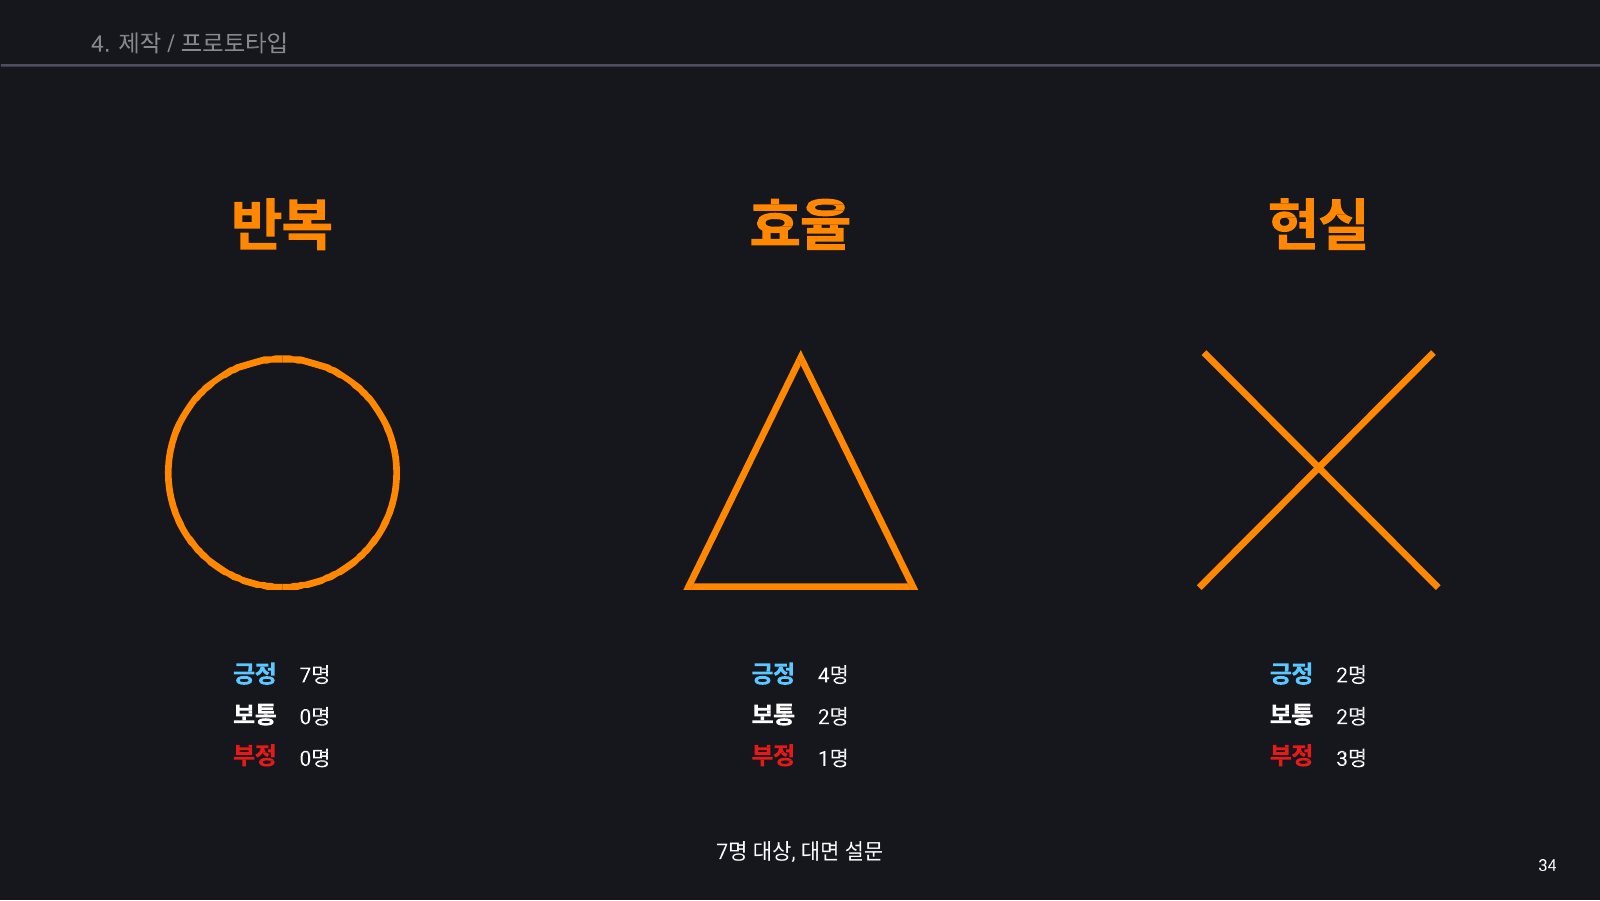 4. 제작 / 프로토타입
반복
효율
현실
긍정 7명
보통 0명
부정 0명
긍정 4명
보통 2명
부정 1명
긍정 2명
보통 2명
부정 3명
7명 대상, 대면 설문
34